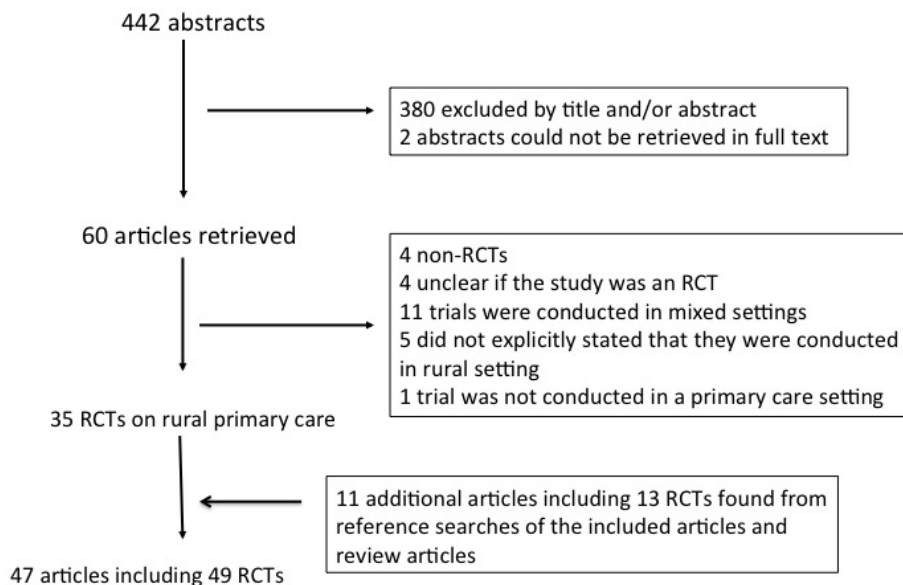 442 abstracts
380 excluded by title and/or abstract
2 abstracts could not be retrieved in full text
60 articles retrieved
4 non-RCTs
4 unclear if the study was an RCT
11 trials were conducted in mixed settings
5 did not explicitly stated that they were conducted
in rural setting
1 trial was not conducted in a primary care setting
35 RCTs on rural primary care
11 additional articles including 13 RCTs found from
reference searches of the included articles and
review articles
47 articles including 49 RCTs